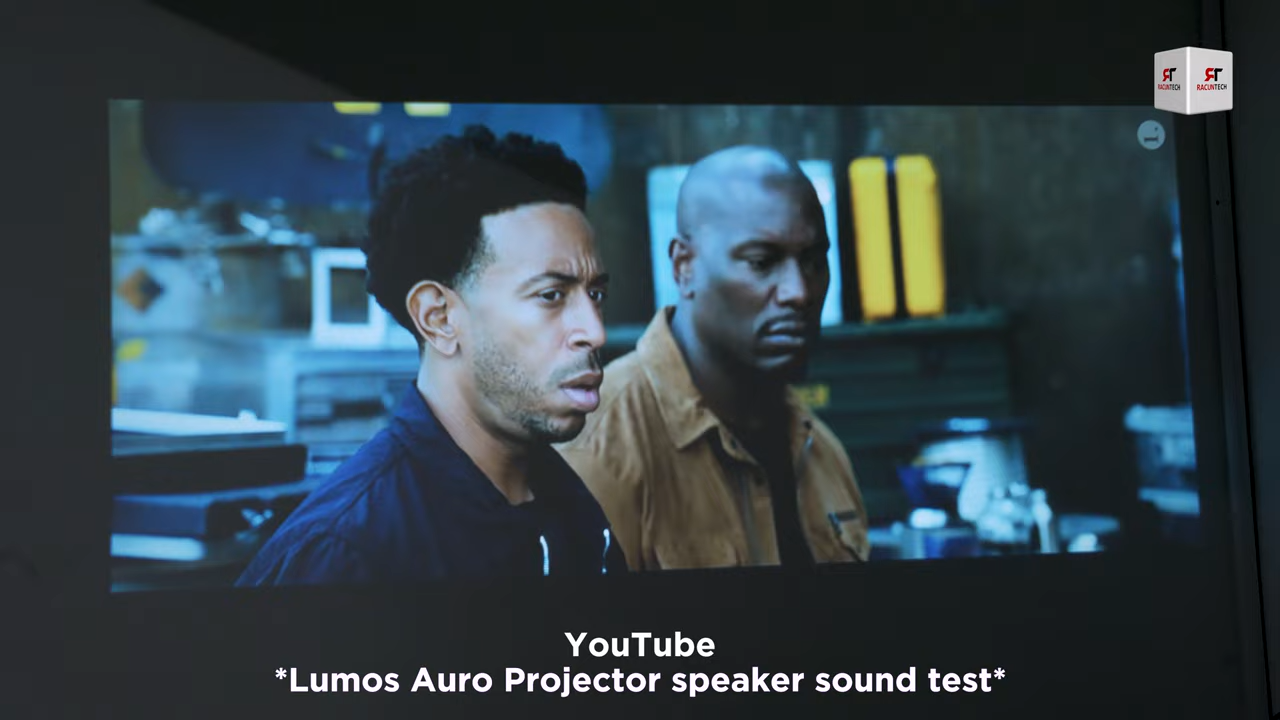 RACUNTECH
RACUNTECH
YouTube
*Lumos Auro Projector speaker sound test*